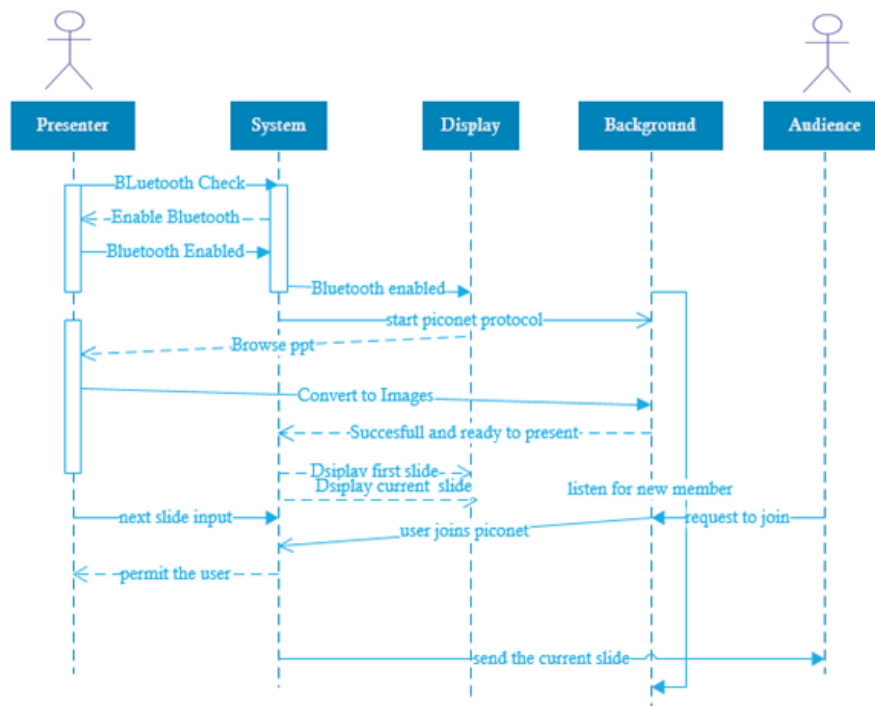 Presenter
System
Display
Background
Audience
BLuetooth Check
Enable Bluetooth
Bluetooth Enabled
Bluetooth enabled
start piconet protocol
Browse ppt
Convert to Images
Succesfull and ready to present
Dsiplay first slide
Dsiplay current slide
listen for new member
next slide input
request to join
user joins piconet
permit the user
send the current slide